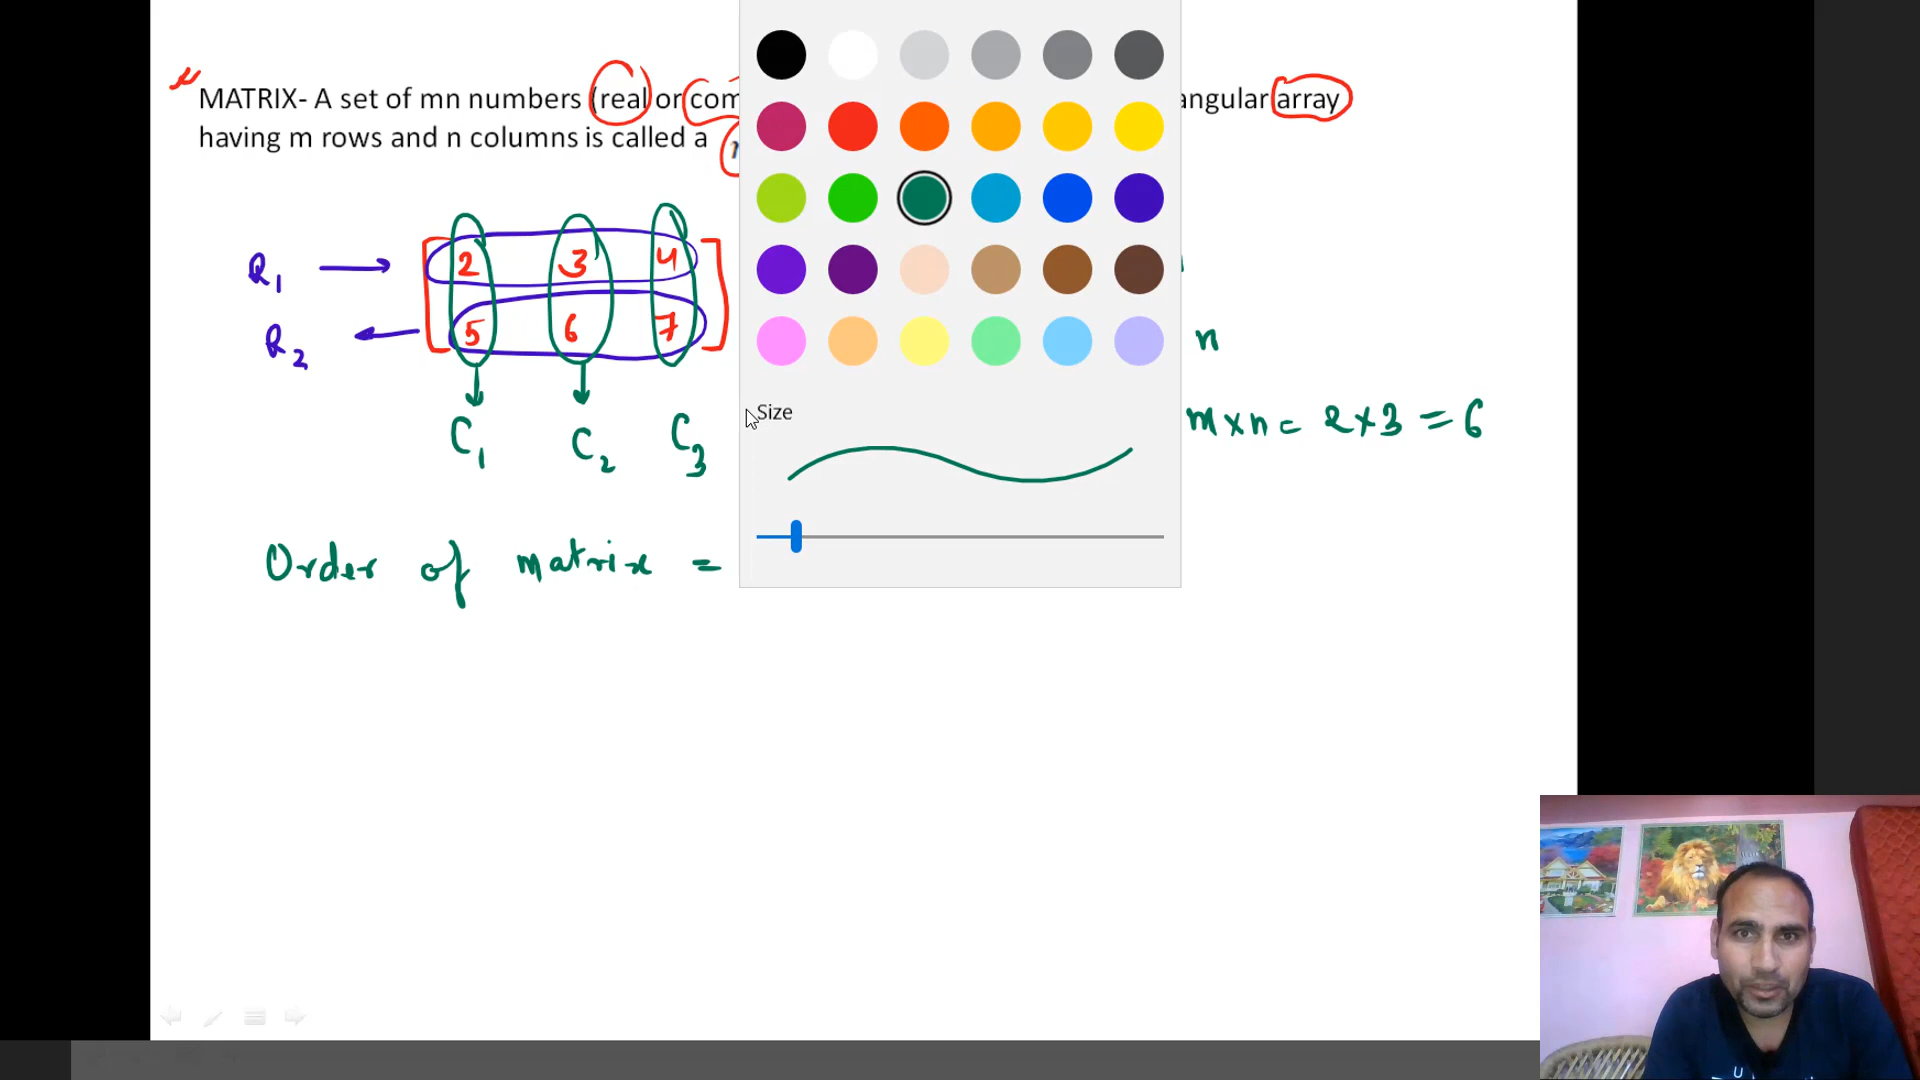 MATRIX- A set of mn numbers (real or com angular array
having m rows and n columns is called a
R1 → [2 3 4
R2 ← 5 6 7]
n
C1 C2 C3
Size
m×n = 2×3 = 6
Order of matrix =
U